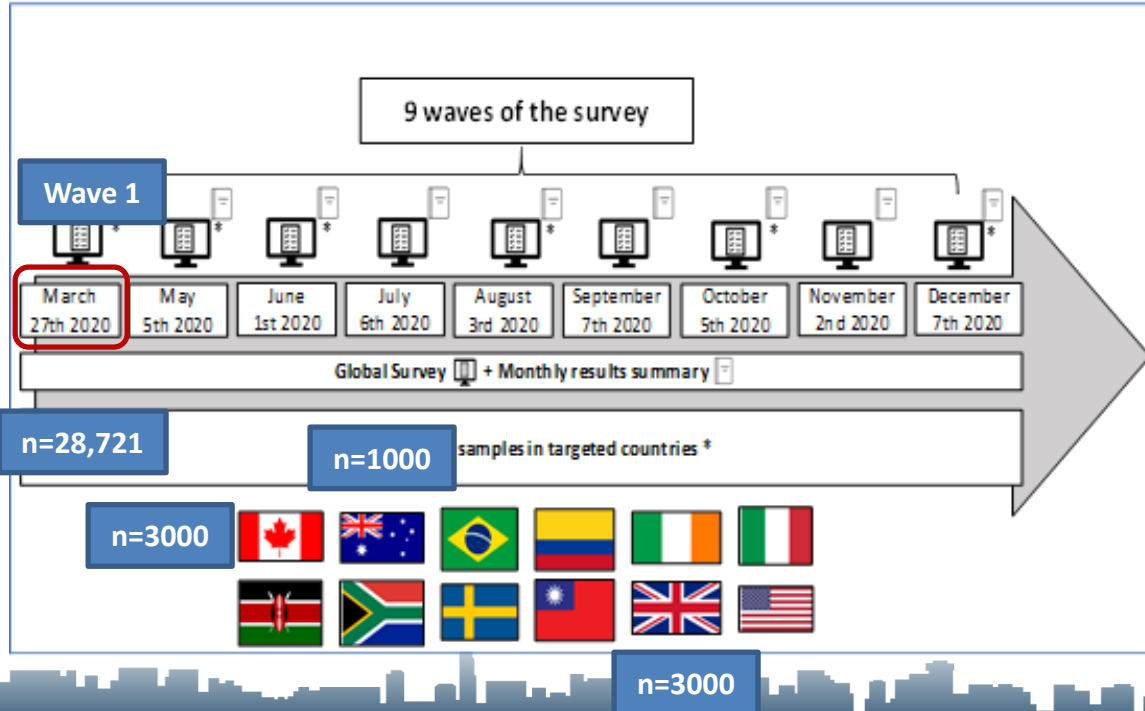 9 waves of the survey
Wave 1
* * * * * *
March May June July August September October November December
27th 2020 5th 2020 1st 2020 6th 2020 3rd 2020 7th 2020 5th 2020 2nd 2020 7th 2020
Global Survey + Monthly results summary
n=28,721
n=1000
samples in targeted countries *
n=3000
n=3000